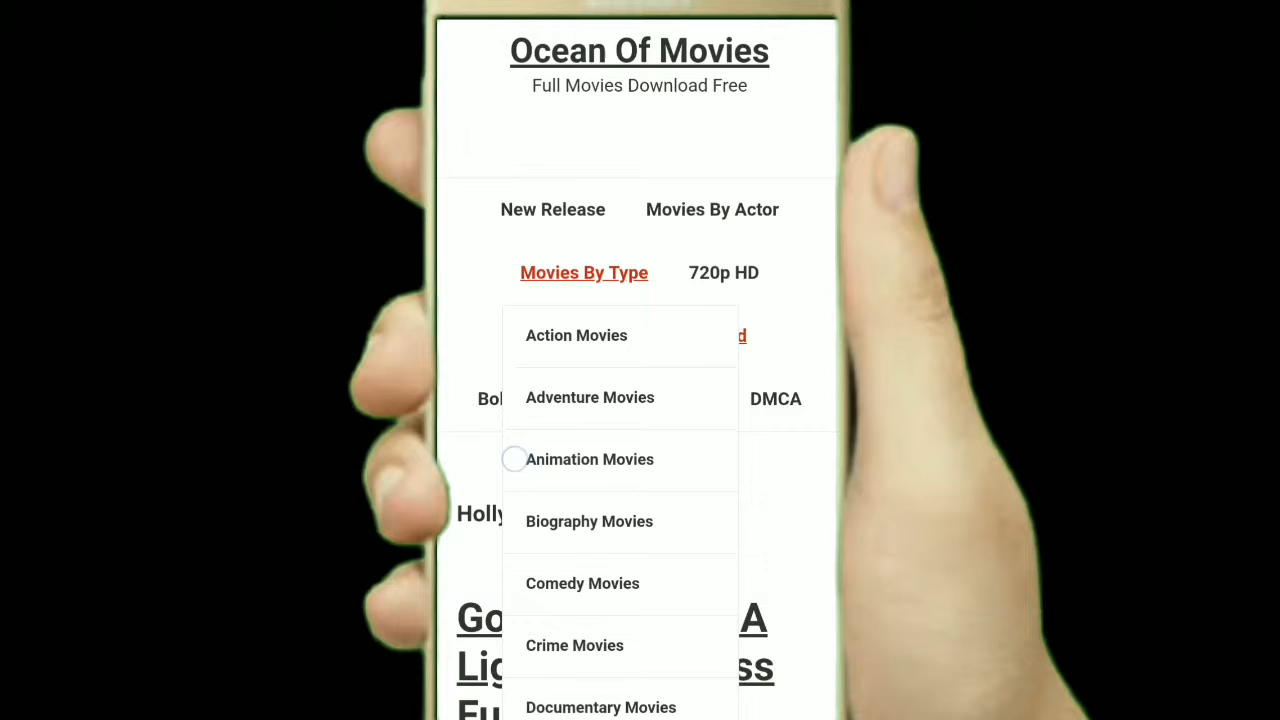 Ocean Of Movies
Full Movies Download Free
New Release Movies By Actor
Movies By Type 720p HD
Action Movies
Adventure Movies
DMCA
Animation Movies
Biography Movies
Comedy Movies
Crime Movies
Documentary Movies